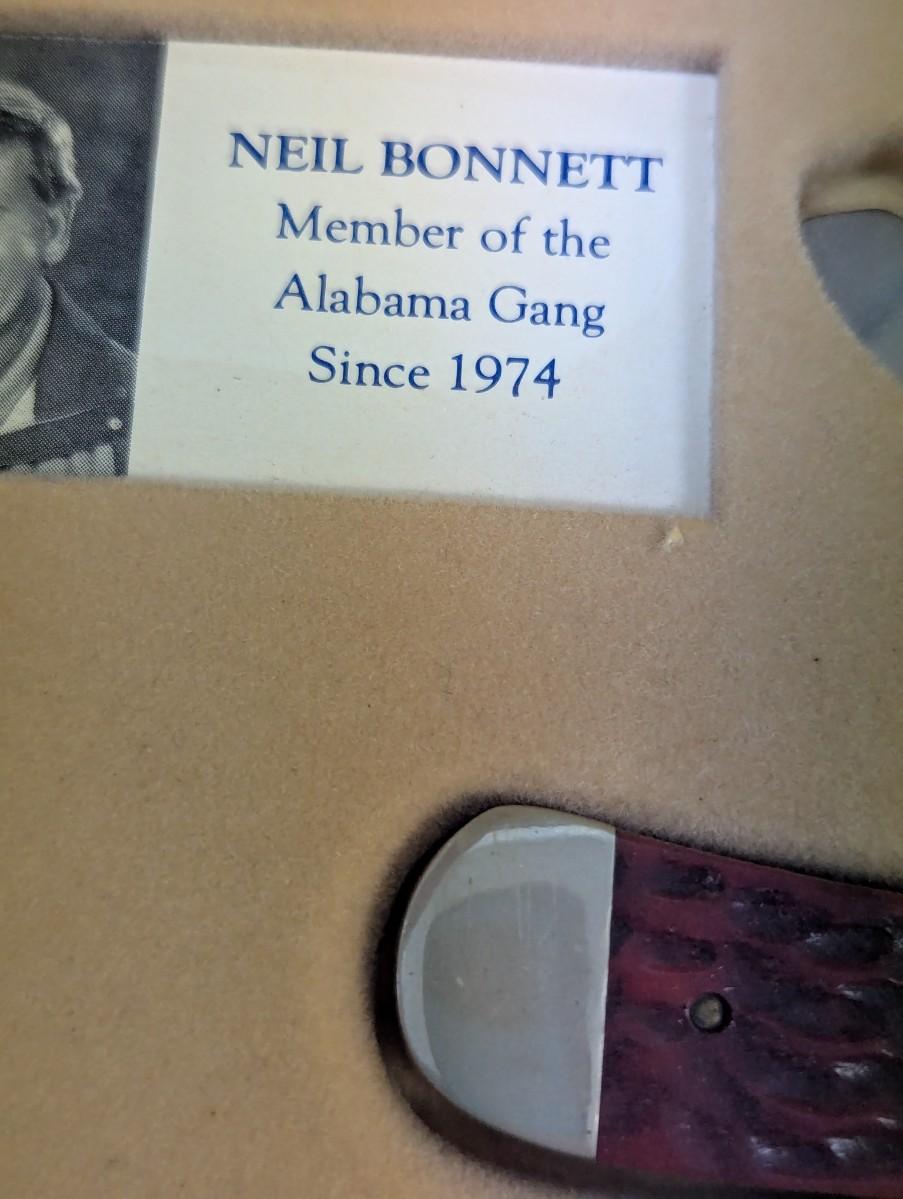 NEIL BONNETT
Member of the
Alabama Gang
Since 1974